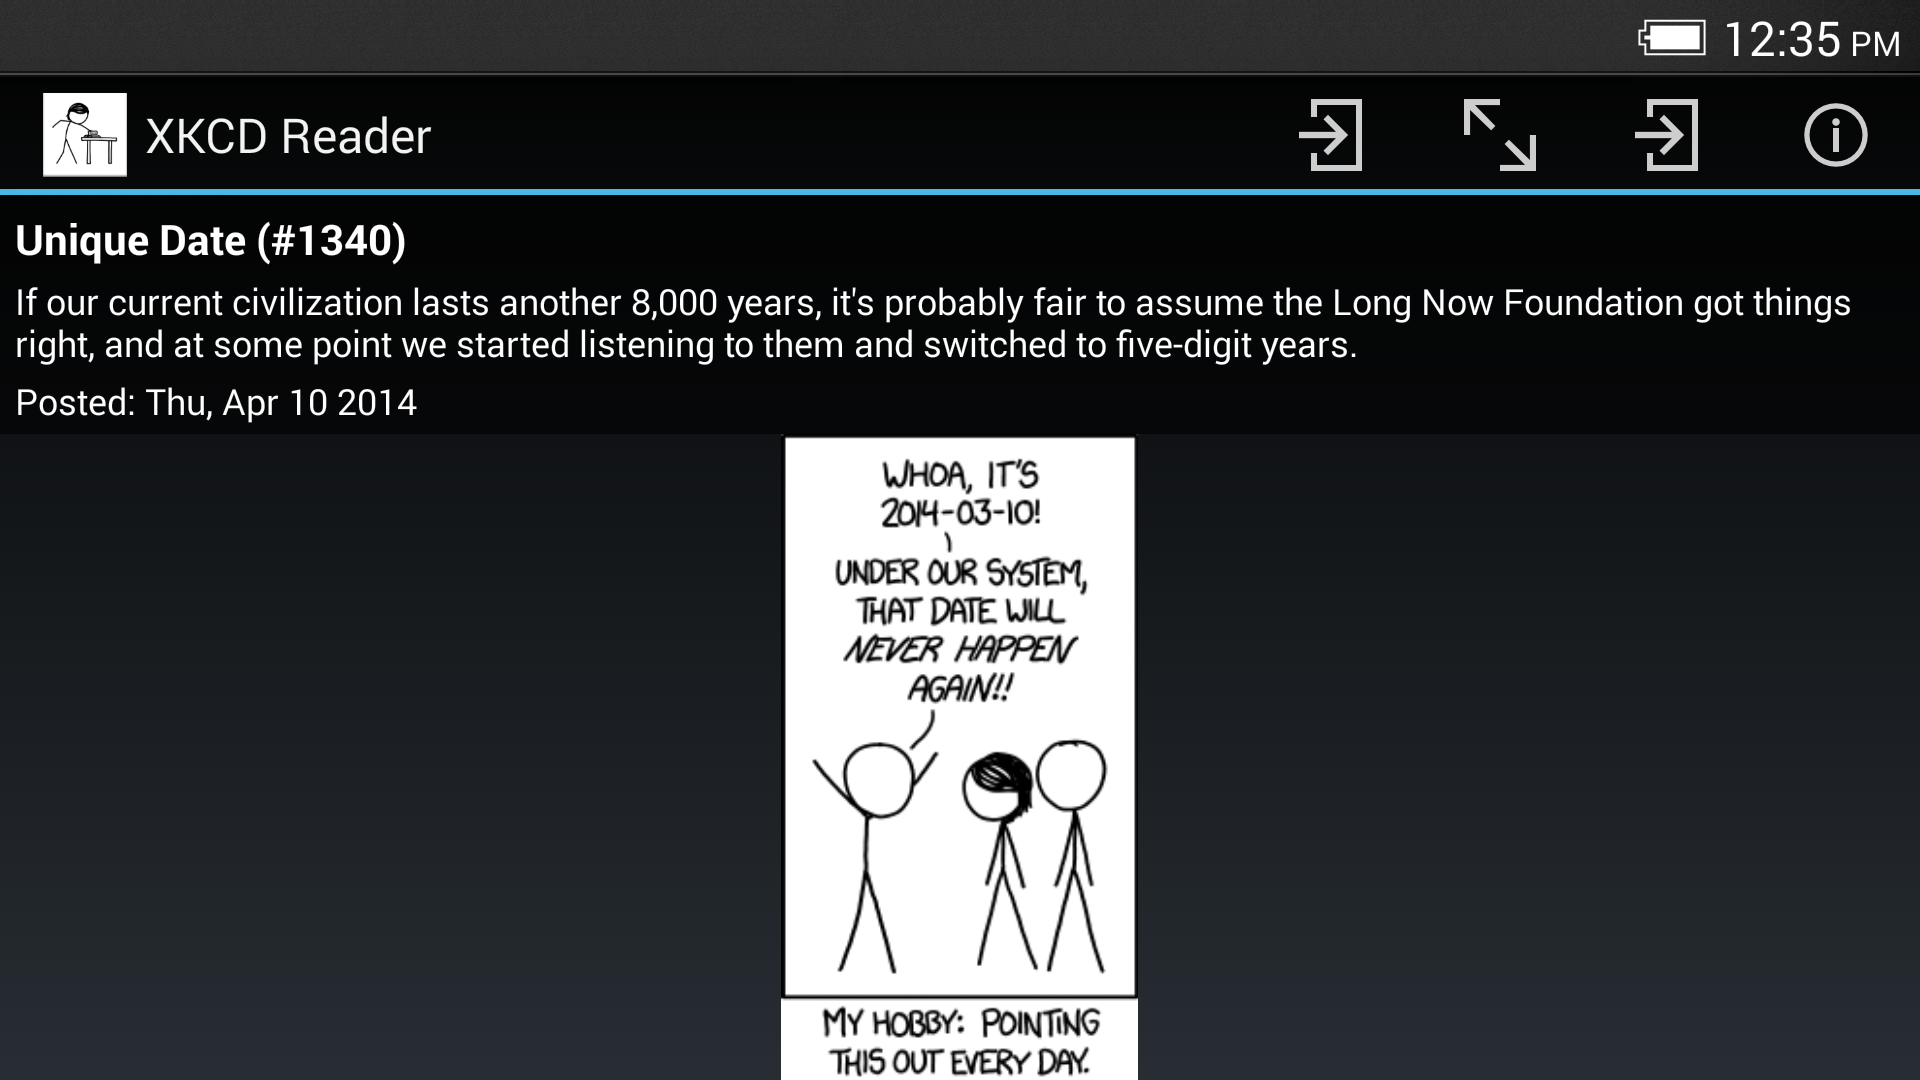 12:35 PM
XKCD Reader
Unique Date (#1340)
If our current civilization lasts another 8,000 years, it's probably fair to assume the Long Now Foundation got things
right, and at some point we started listening to them and switched to five-digit years.
Posted: Thu, Apr 10 2014
WHOA, IT'S
2014-03-10!
UNDER OUR SYSTEM,
THAT DATE WILL
NEVER HAPPEN
AGAIN!!
MY HOBBY: POINTING
THIS OUT EVERY DAY.